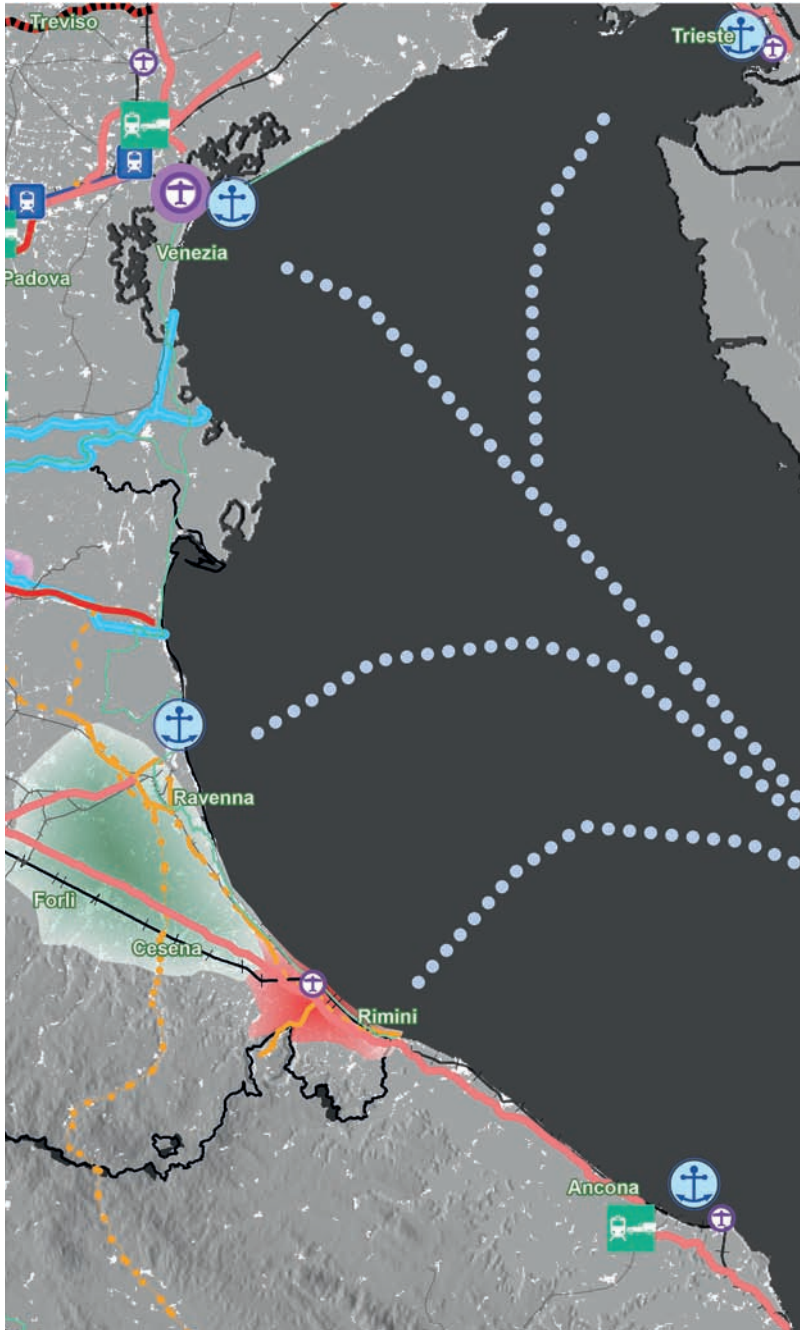 Treviso
Trieste
Venezia
Padova
Ravenna
Forlì
Cesena
Rimini
Ancona